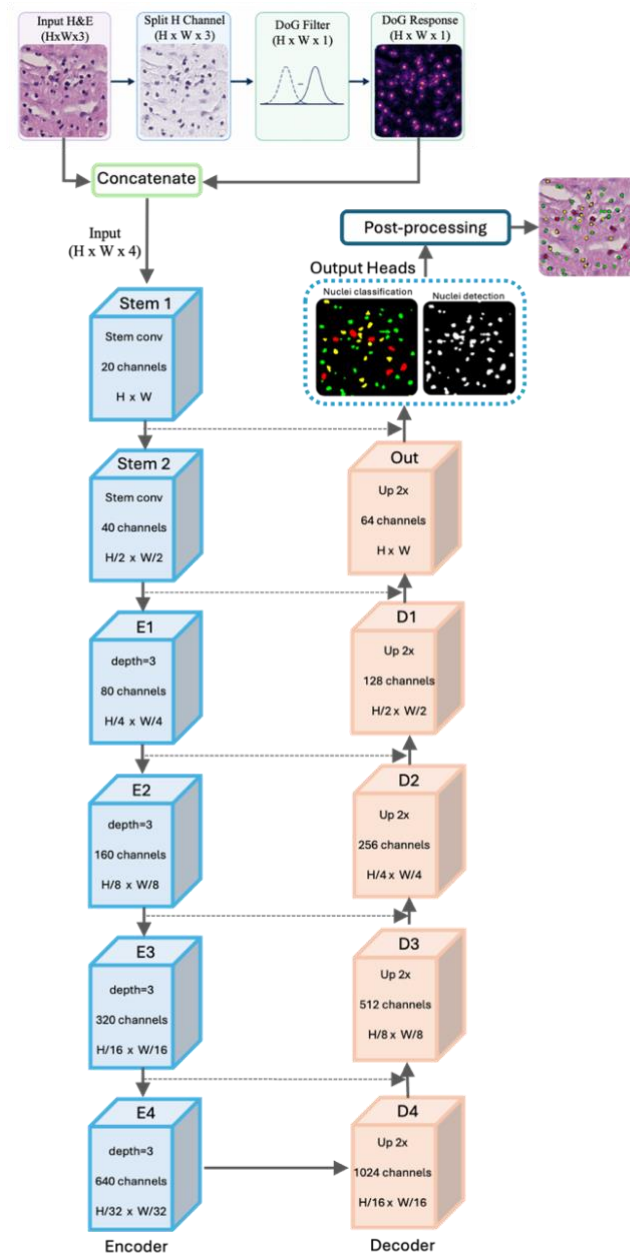 Input H&E
(HxWx3)
Split H Channel
(H x W x 3)
DoG Filter
(H x W x 1)
DoG Response
(H x W x 1)
-
Concatenate
Input
(H x W x 4)
Post-processing
Output Heads
Nuclei classification
Nuclei detection
Stem 1
Stem conv
20 channels
H x W
Stem 2
Stem conv
40 channels
H/2 x W/2
E1
depth=3
80 channels
H/4 x W/4
E2
depth=3
160 channels
H/8 x W/8
E3
depth=3
320 channels
H/16 x W/16
E4
depth=3
640 channels
H/32 x W/32
Encoder
Out
Up 2x
64 channels
H x W
D1
Up 2x
128 channels
H/2 x W/2
D2
Up 2x
256 channels
H/4 x W/4
D3
Up 2x
512 channels
H/8 x W/8
D4
Up 2x
1024 channels
H/16 x W/16
Decoder